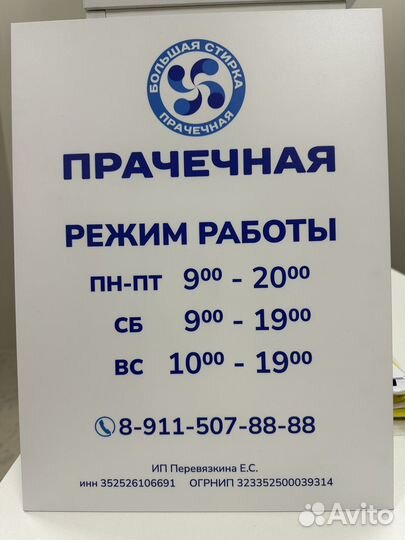 БОЛЬШАЯ СТИРКА
ПРАЧЕЧНАЯ
ПРАЧЕЧНАЯ
РЕЖИМ РАБОТЫ
ПН-ПТ 9⁰⁰ - 20⁰⁰
СБ 9⁰⁰ - 19⁰⁰
ВС 10⁰⁰ - 19⁰⁰
8-911-507-88-88
ИП Перевязкина Е.С.
инн 352526106691 ОГРНИП 323352500039314
Avito